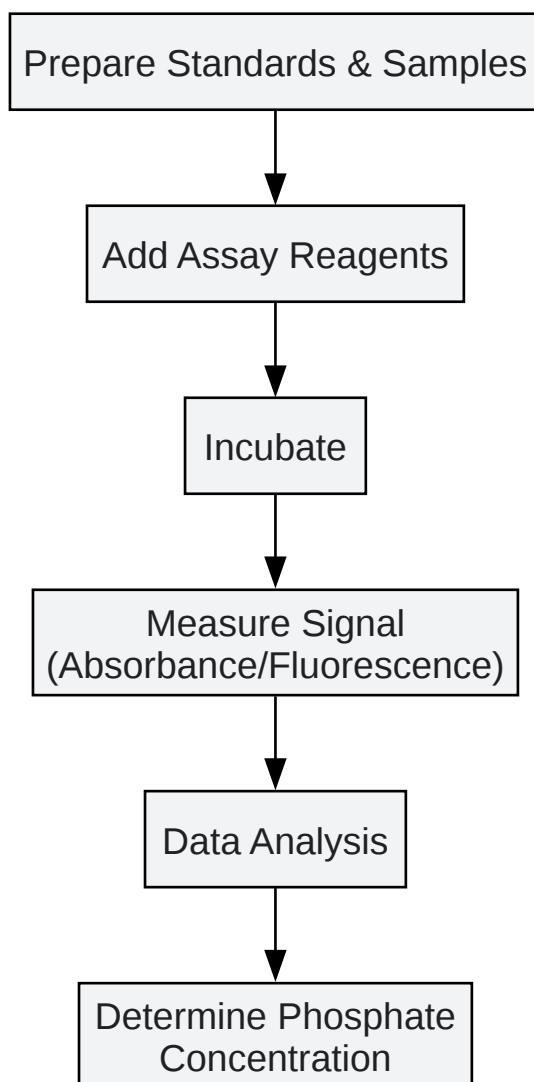 Prepare Standards & Samples
Add Assay Reagents
Incubate
Measure Signal
(Absorbance/Fluorescence)
Data Analysis
Determine Phosphate
Concentration